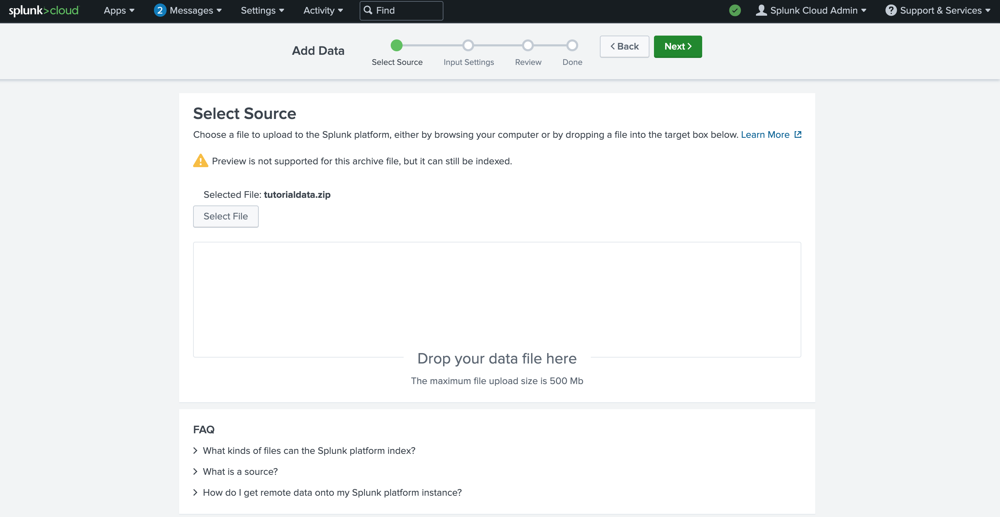 splunk>cloud Apps 2 Messages Settings Activity Find Splunk Cloud Admin ? Support & Services
Add Data
Select Source Input Settings Review Done
< Back Next >
Select Source
Choose a file to upload to the Splunk platform, either by browsing your computer or by dropping a file into the target box below. Learn More
Preview is not supported for this archive file, but it can still be indexed.
Selected File: tutorialdata.zip
Select File
Drop your data file here
The maximum file upload size is 500 Mb
FAQ
> What kinds of files can the Splunk platform index?
> What is a source?
> How do I get remote data onto my Splunk platform instance?